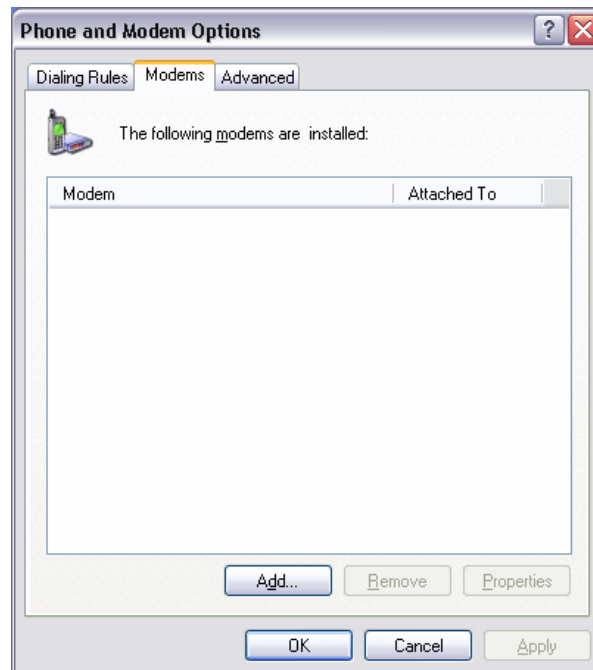 Phone and Modem Options
Dialing Rules Modems Advanced
The following modems are installed:
Modem Attached To
Add... Remove Properties
OK Cancel Apply